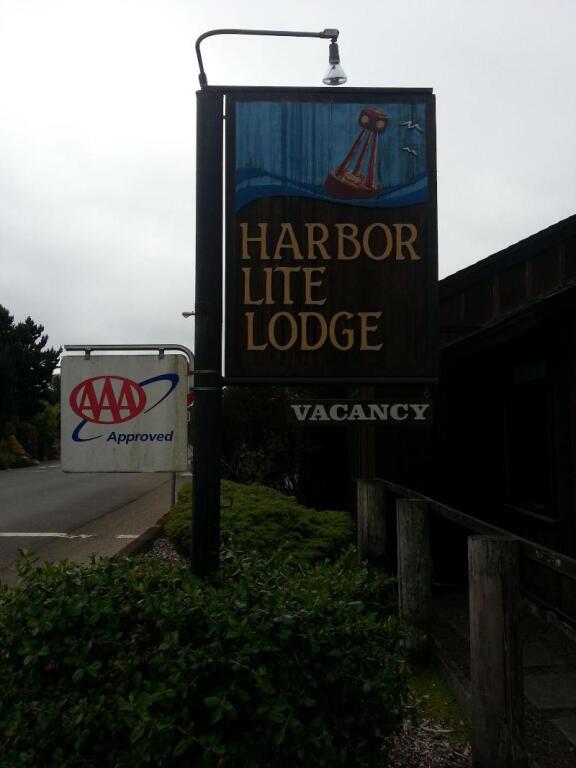 HARBOR
LITE
LODGE
VACANCY
AAA
Approved